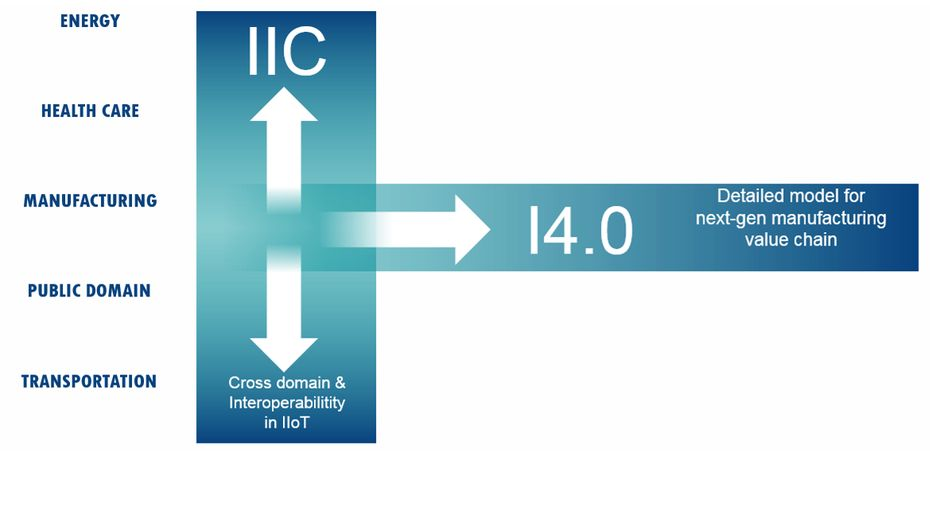 ENERGY
IIC
HEALTH CARE
MANUFACTURING
I4.0
Detailed model for
next-gen manufacturing
value chain
PUBLIC DOMAIN
TRANSPORTATION
Cross domain &
Interoperabilitity
in IIoT